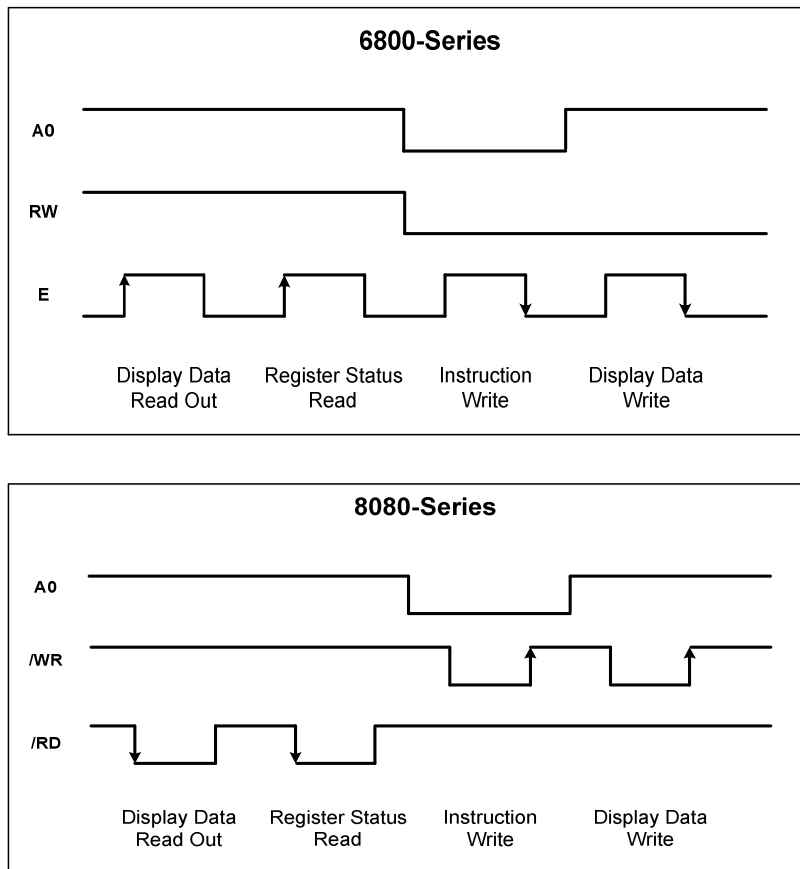 6800-Series
A0
RW
E
Display Data Read Out
Register Status Read
Instruction Write
Display Data Write
8080-Series
A0
/WR
/RD
Display Data Read Out
Register Status Read
Instruction Write
Display Data Write